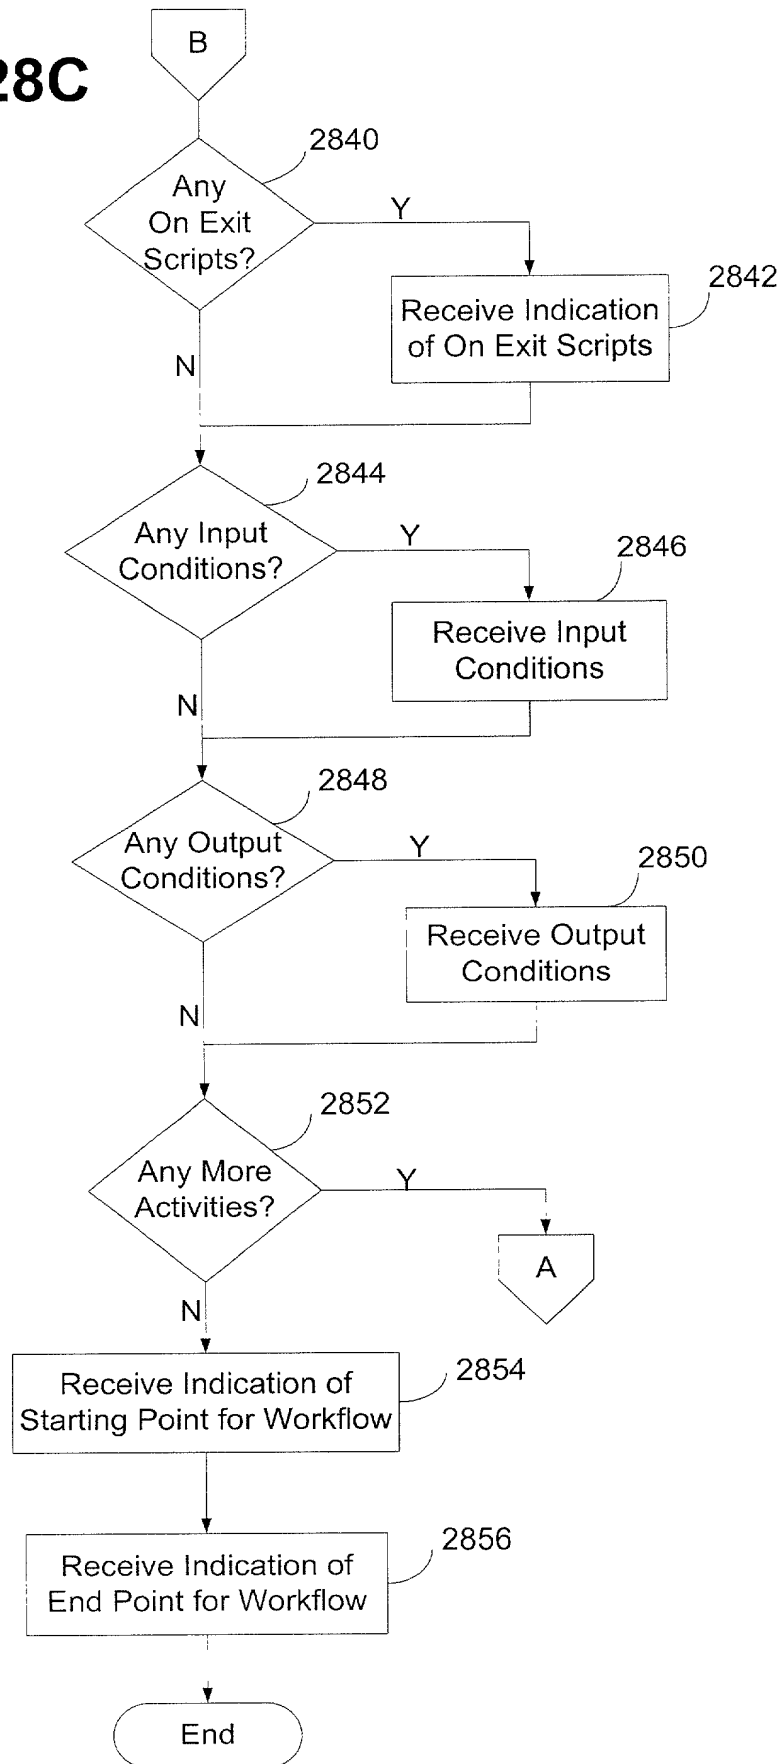 28C
B
2840
Any
On Exit
Scripts?
Y
2842
Receive Indication
of On Exit Scripts
N
2844
Any Input
Conditions?
Y
2846
Receive Input
Conditions
N
2848
Any Output
Conditions?
Y
2850
Receive Output
Conditions
N
2852
Any More
Activities?
Y
A
N
2854
Receive Indication of
Starting Point for Workflow
2856
Receive Indication of
End Point for Workflow
End